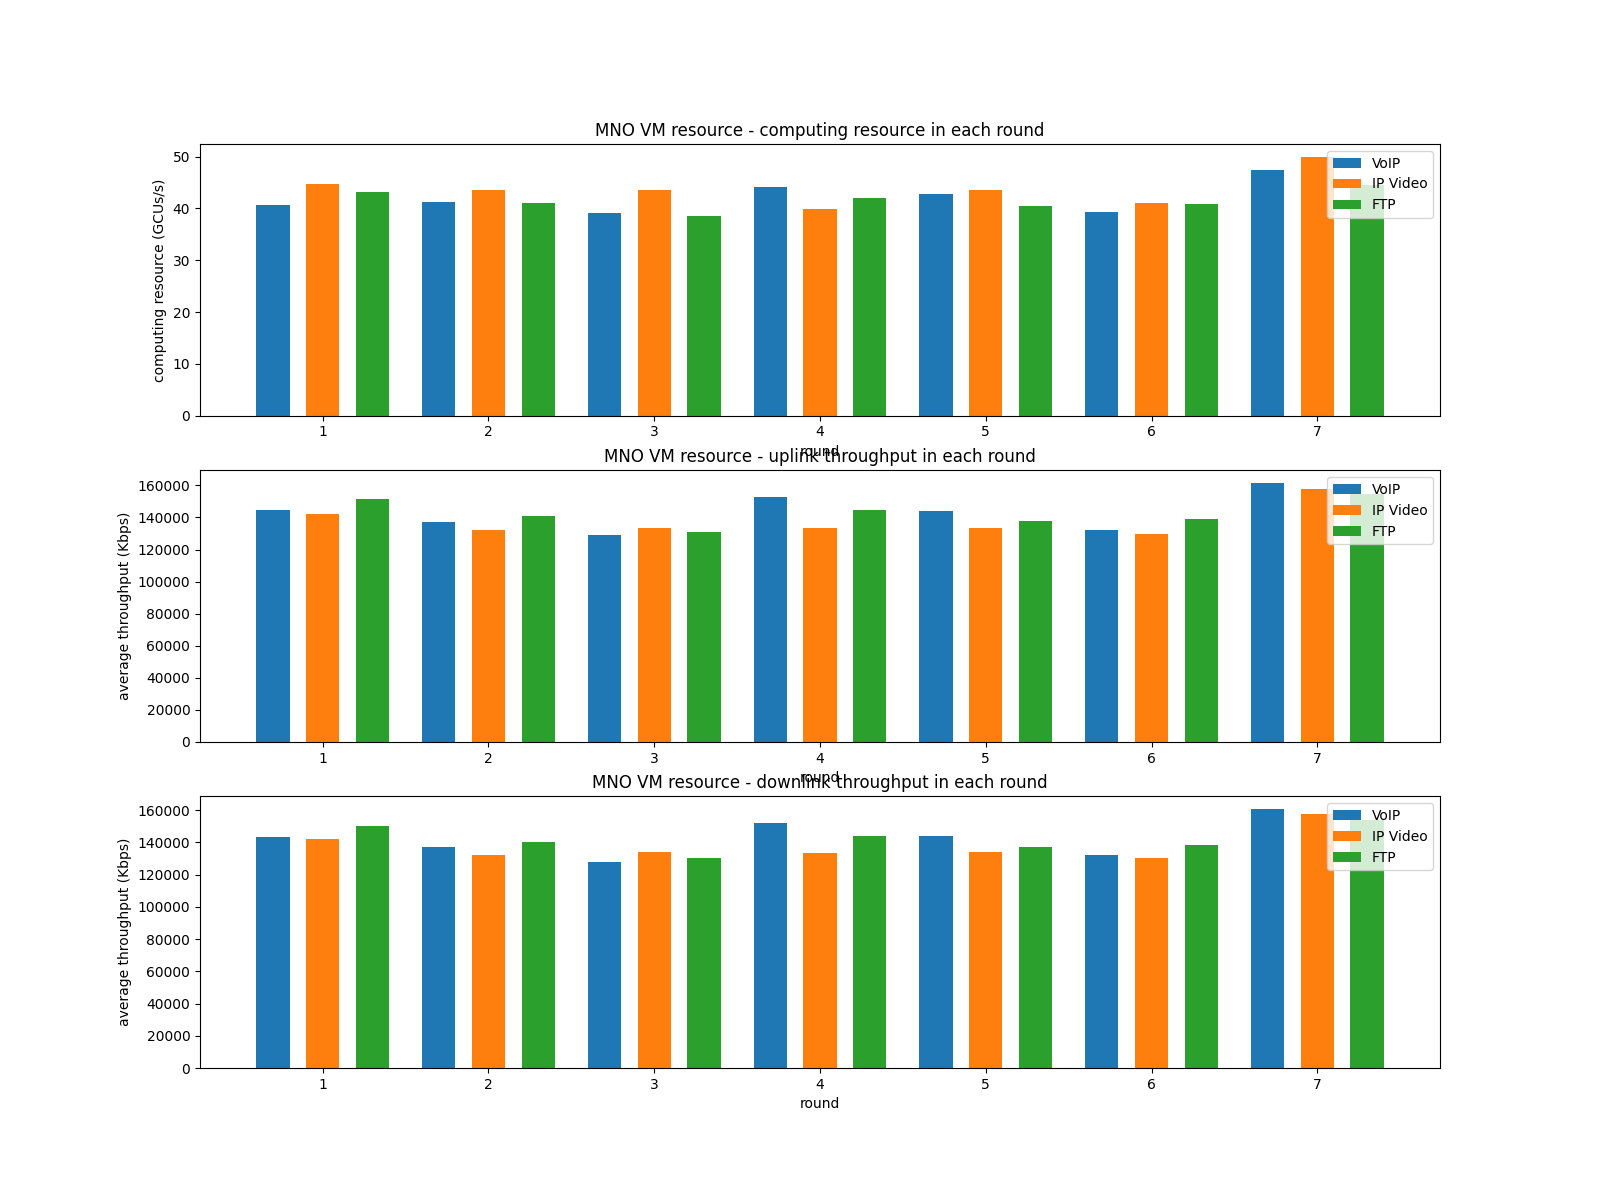 MNO VM resource - computing resource in each round
computing resource (GCUs/s)
50
40
30
20
10
0
VoIP
IP Video
FTP
1 2 3 4 5 6 7
round
MNO VM resource - uplink throughput in each round
average throughput (Kbps)
160000
140000
120000
100000
80000
60000
40000
20000
0
VoIP
IP Video
FTP
1 2 3 4 5 6 7
round
MNO VM resource - downlink throughput in each round
average throughput (Kbps)
160000
140000
120000
100000
80000
60000
40000
20000
0
VoIP
IP Video
FTP
1 2 3 4 5 6 7
round